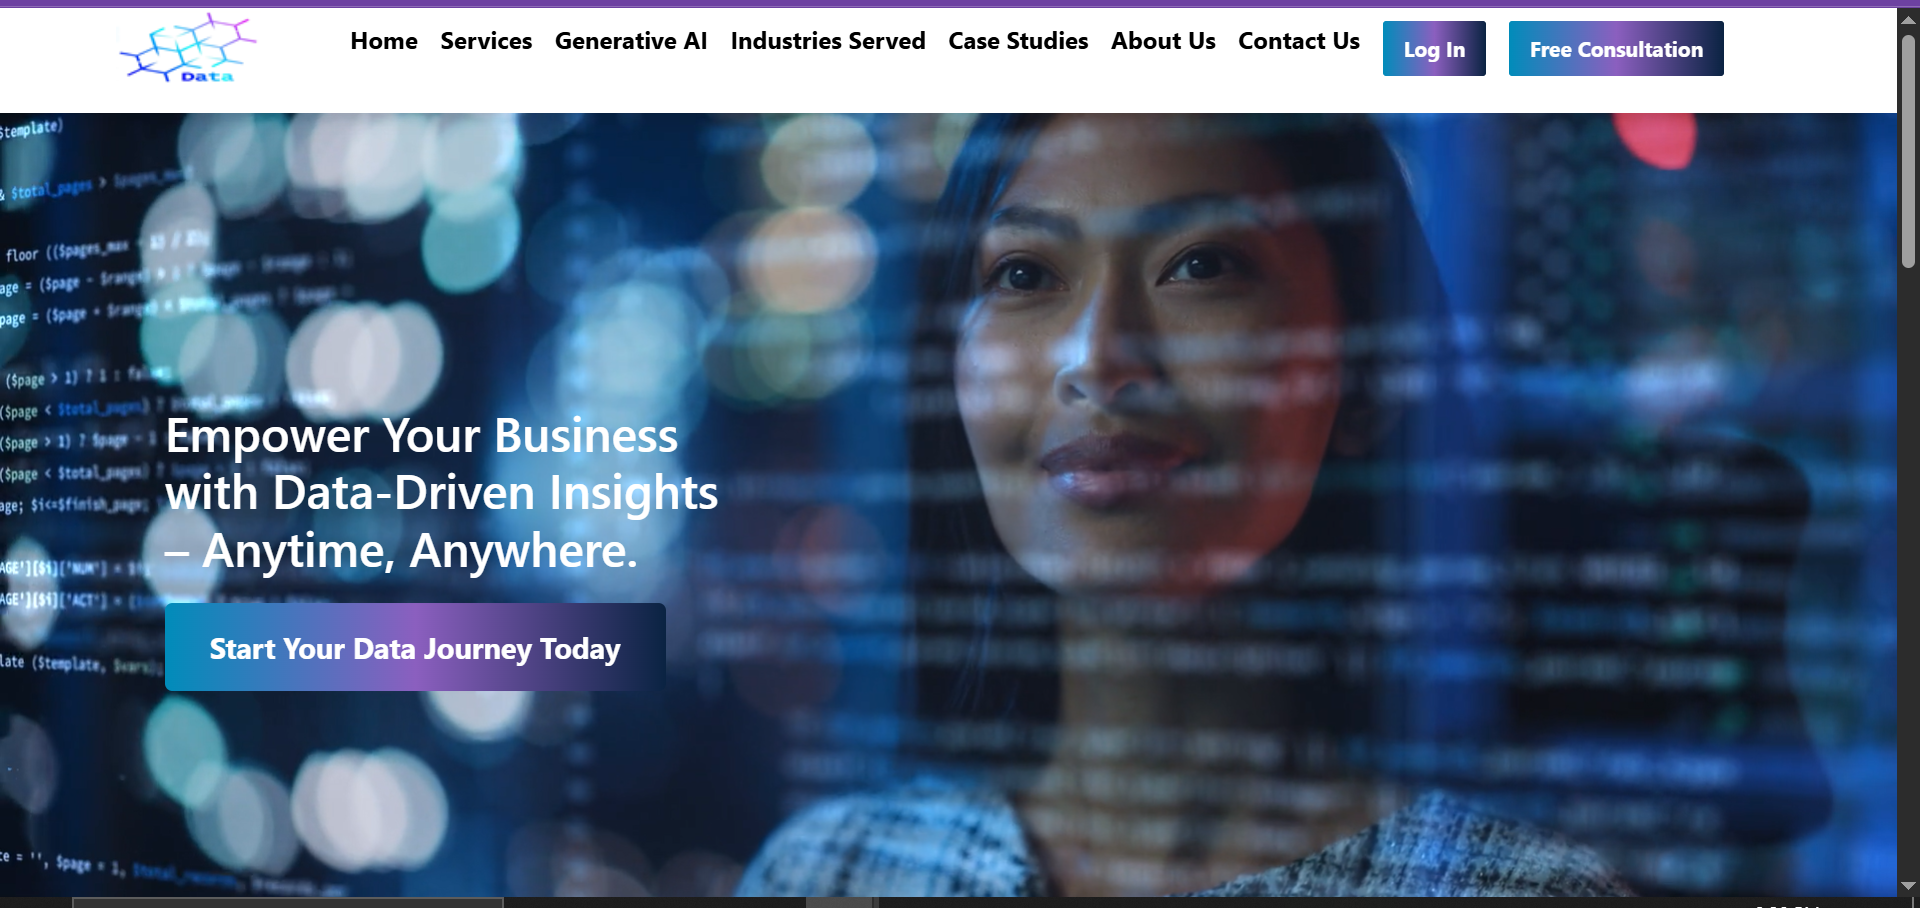 Data
Home Services Generative AI Industries Served Case Studies About Us Contact Us Log In Free Consultation
$template)
& $total_pages >
floor (($pages_max
page = ($page - $range)
page = ($page + $range)
($page > 1) ? 1 :
($page < $total_pages) ?
($page > 1) ? $page - 1
($page < $total_pages)
age; $i<=$finish_page;
AGE'][$i]['NUM'] =
AGE'][$i]['ACT'] =
late ($template, $vars);
te = '', $page = 1,
Empower Your Business
with Data-Driven Insights
– Anytime, Anywhere.
Start Your Data Journey Today